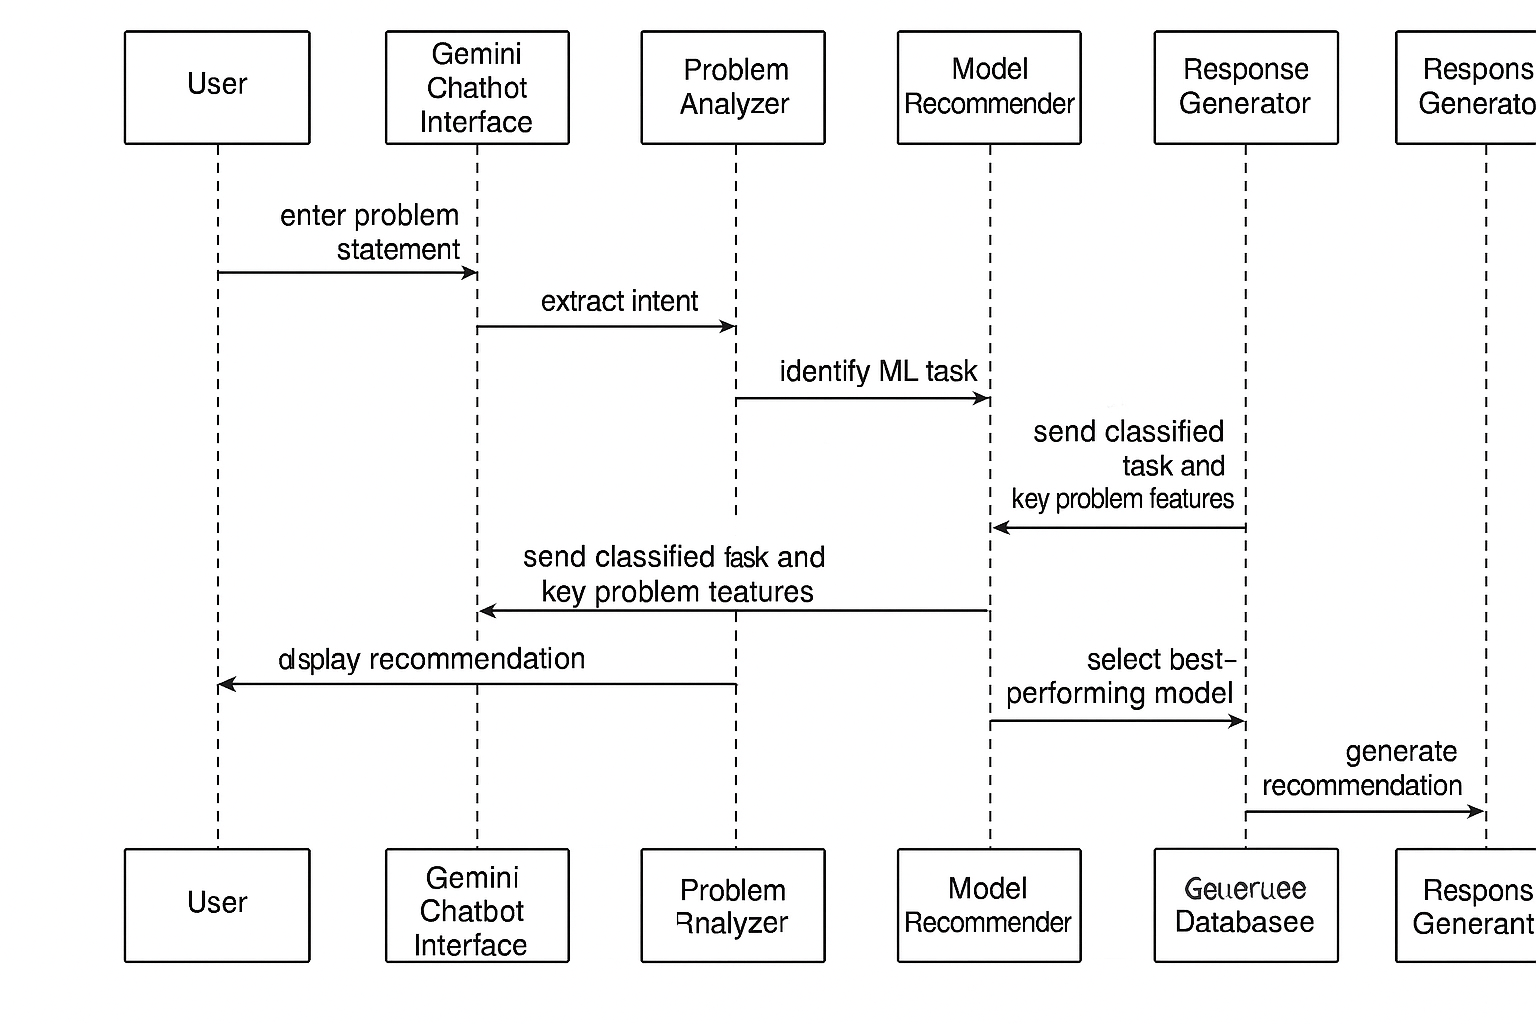 User
Gemini
Chathot
Interface
Problem
Analyzer
Model
Recommender
Response
Generator
Respons
Generato
enter problem
statement
extract intent
identify ML task
send classified
task and
key problem features
send classified fask and
key problem teatures
dlsplay recommendation
select best–
performing model
generate
recommendation
User
Gemini
Chatbot
Interface
Problem
Rnalyzer
Model
Recommender
Geueruee
Databasee
Respons
Generant